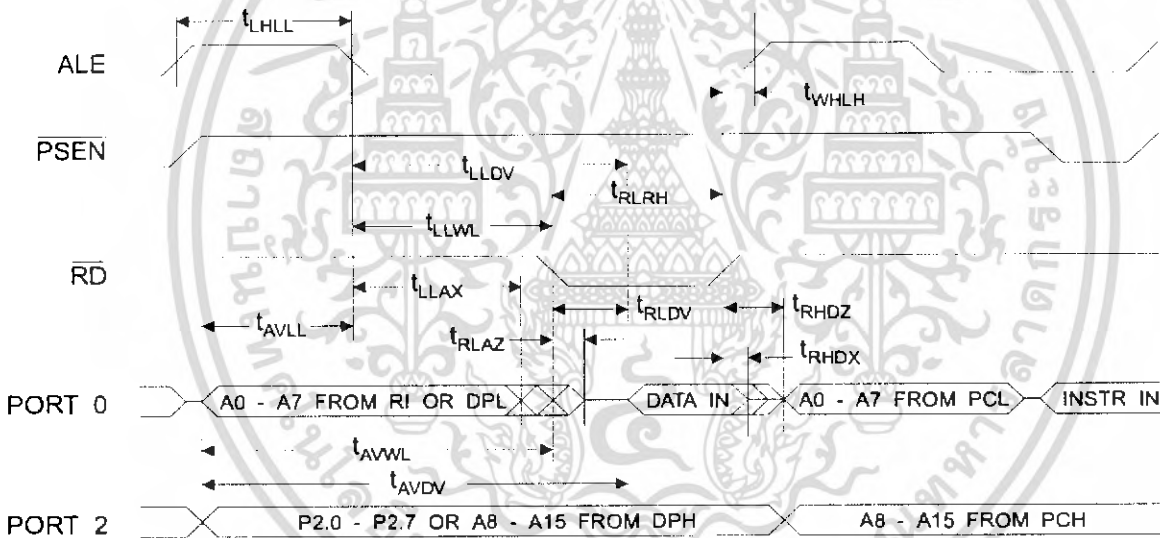 tLHLL
ALE
tWHLH
PSEN
tLLDV
tRLRH
tLLWL
RD
tLLAX
tRLDV
tRHDZ
tAVLL
tRLAZ
tRHDX
PORT 0
A0 - A7 FROM RI OR DPL
DATA IN
A0 - A7 FROM PCL
INSTR IN
tAVWL
tAVDV
PORT 2
P2.0 - P2.7 OR A8 - A15 FROM DPH
A8 - A15 FROM PCH